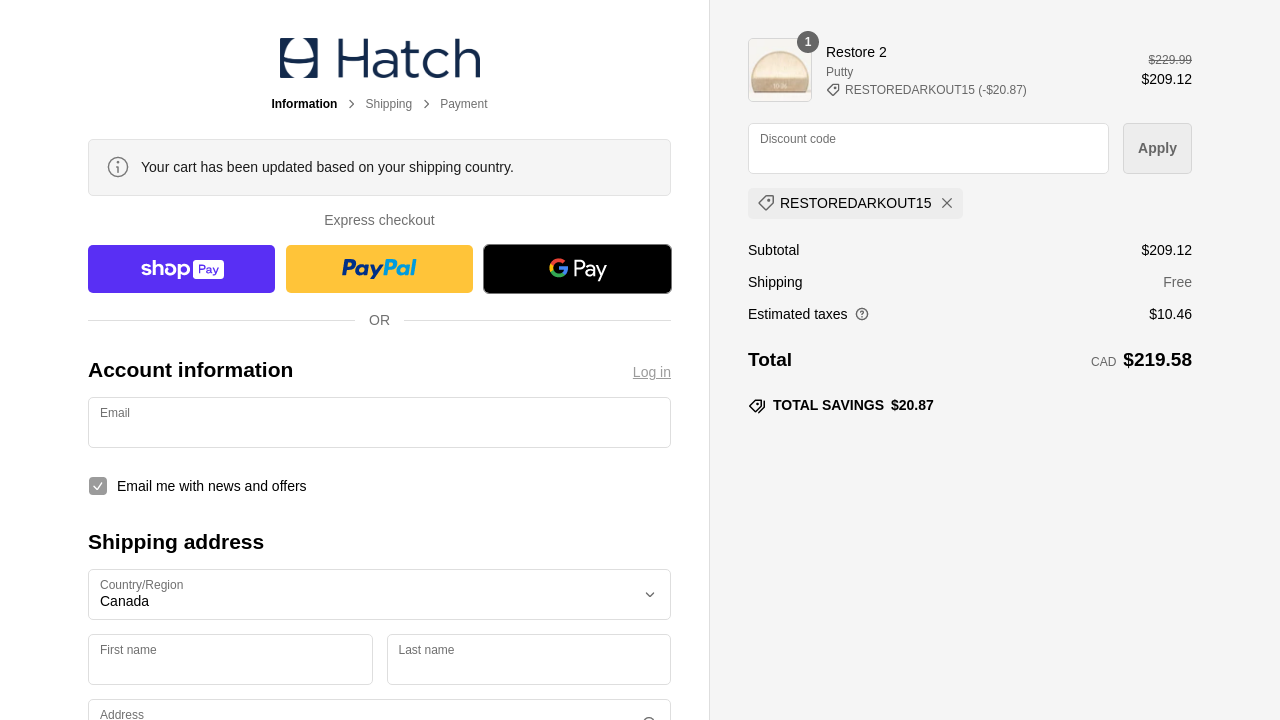 Hatch
Information > Shipping > Payment
Your cart has been updated based on your shipping country.
Express checkout
shop Pay
PayPal
G Pay
OR
Account information
Log in
Email
Email me with news and offers
Shipping address
Country/Region
Canada
First name
Last name
Address
1
Restore 2
Putty
RESTOREDARKOUT15 (-$20.87)
$229.99
$209.12
Discount code
Apply
RESTOREDARKOUT15
Subtotal $209.12
Shipping Free
Estimated taxes $10.46
Total CAD $219.58
TOTAL SAVINGS $20.87